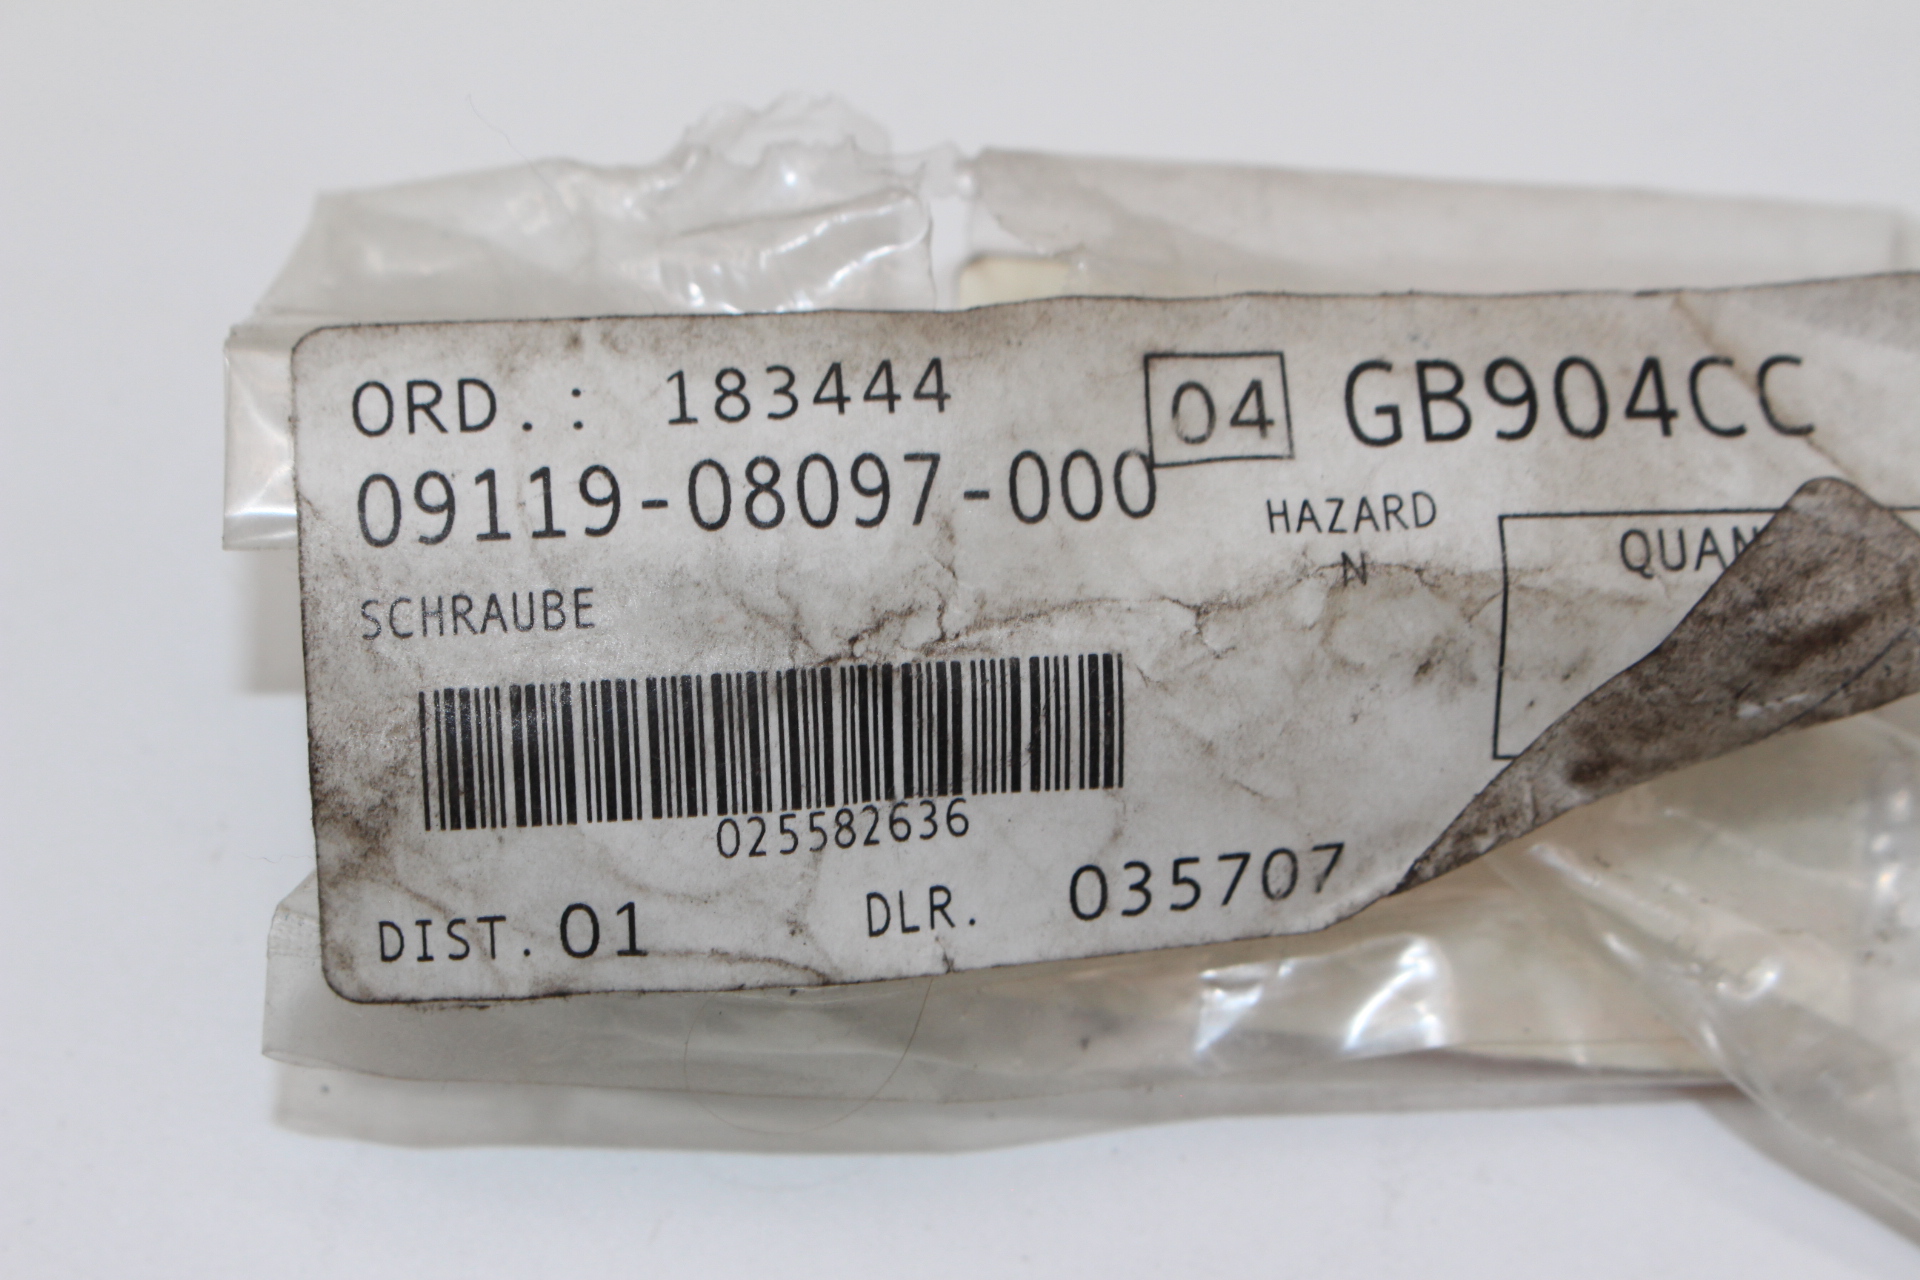 ORD.: 183444 04 GB904CC
09119-08097-000
HAZARD
N
SCHRAUBE
025582636
DIST. 01 DLR. 035707